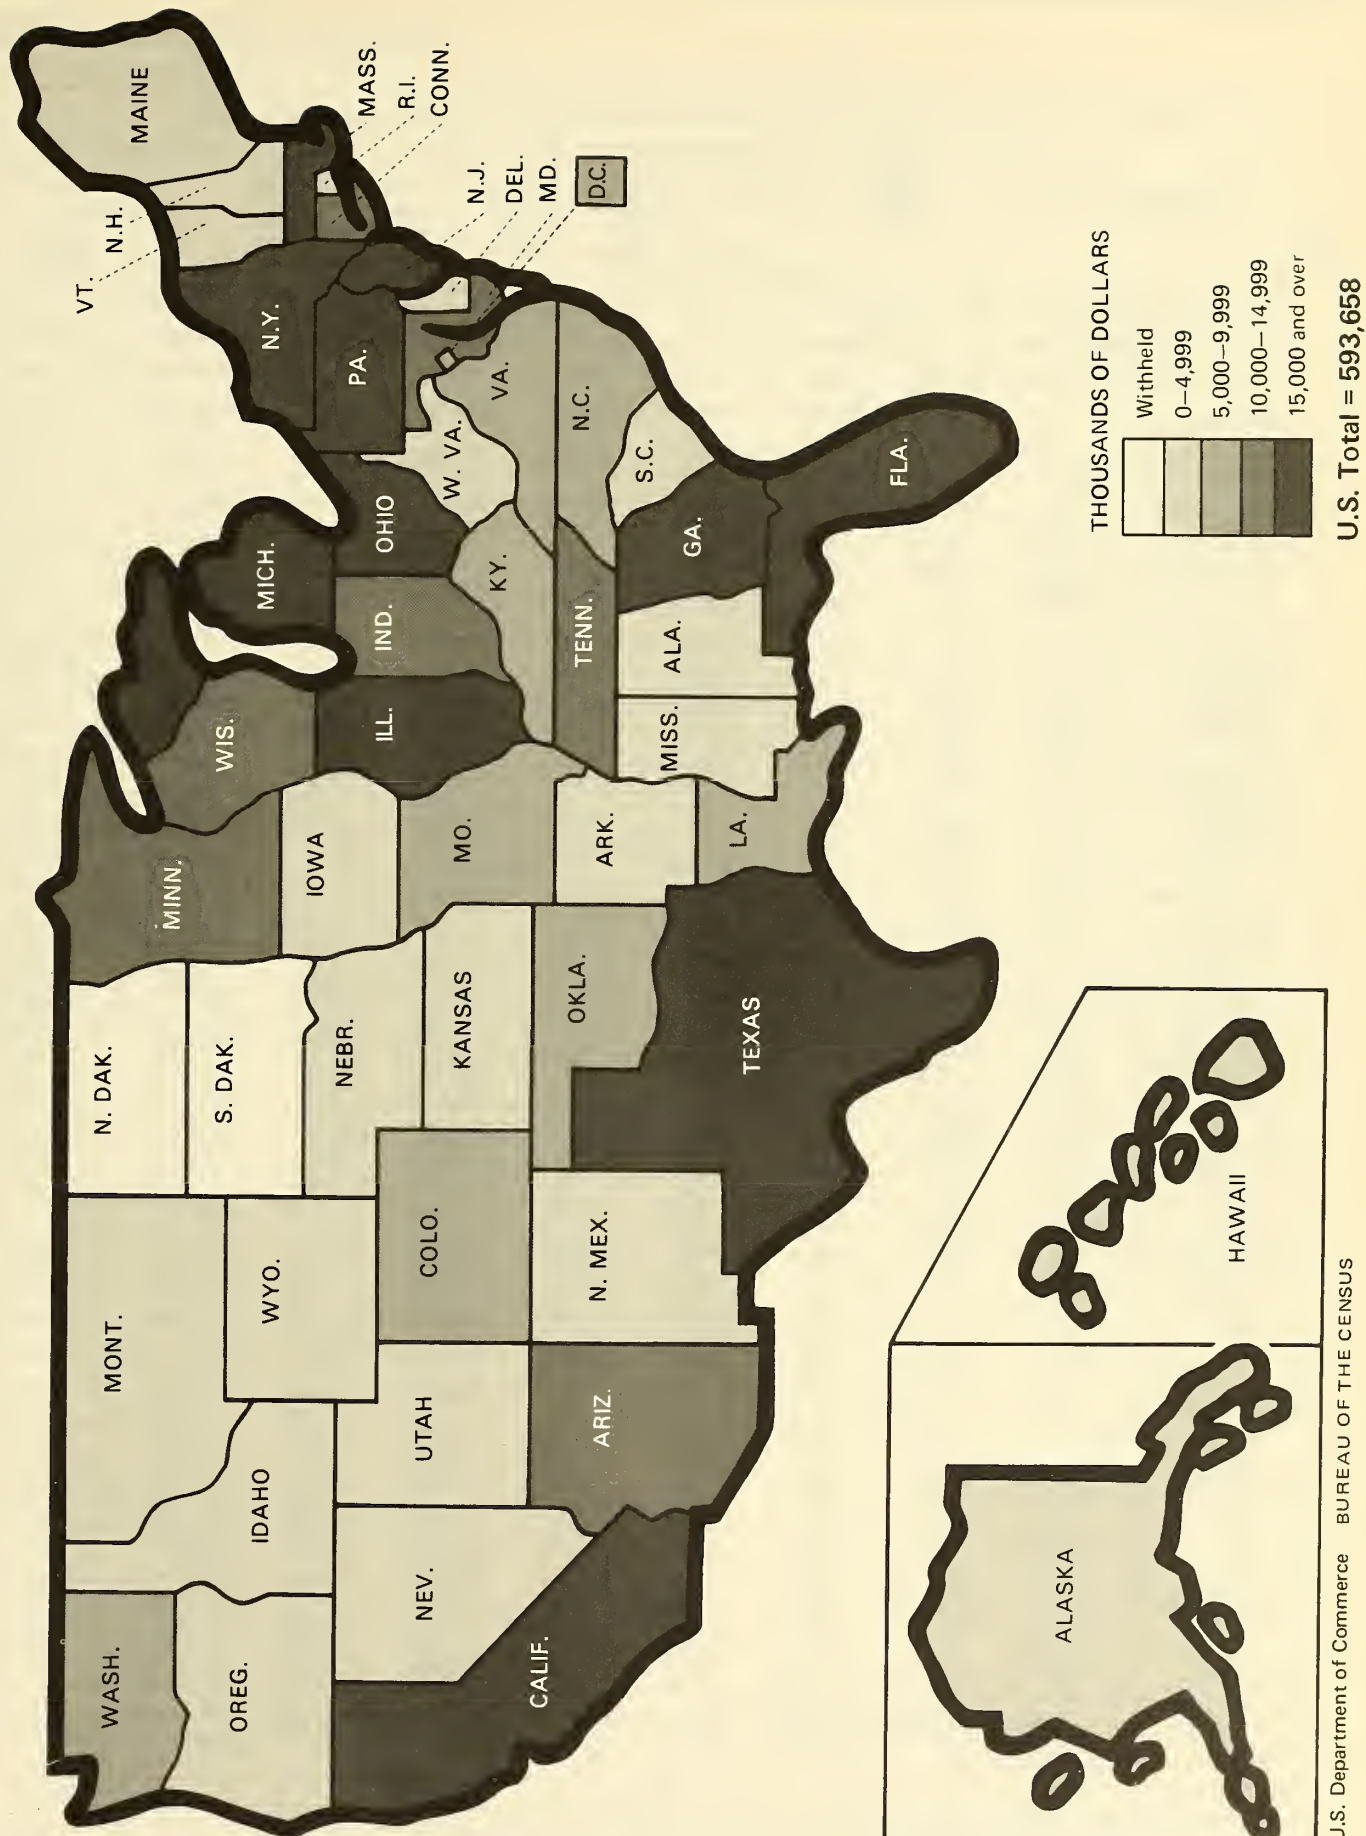 WASH.
OREG.
CALIF.
NEV.
IDAHO
MONT.
WYO.
UTAH
ARIZ.
COLO.
N. MEX.
N. DAK.
S. DAK.
NEBR.
KANSAS
OKLA.
TEXAS
MINN.
IOWA
MO.
ARK.
LA.
WIS.
ILL.
MISS.
MICH.
IND.
OHIO
KY.
TENN.
ALA.
GA.
FLA.
S.C.
N.C.
VA.
W. VA.
PA.
N.Y.
VT.
N.H.
MAINE
MASS.
R.I.
CONN.
N.J.
DEL.
MD.
D.C.
ALASKA
HAWAII
THOUSANDS OF DOLLARS
Withheld
0–4,999
5,000–9,999
10,000–14,999
15,000 and over
U.S. Total = 593,658
U.S. Department of Commerce BUREAU OF THE CENSUS